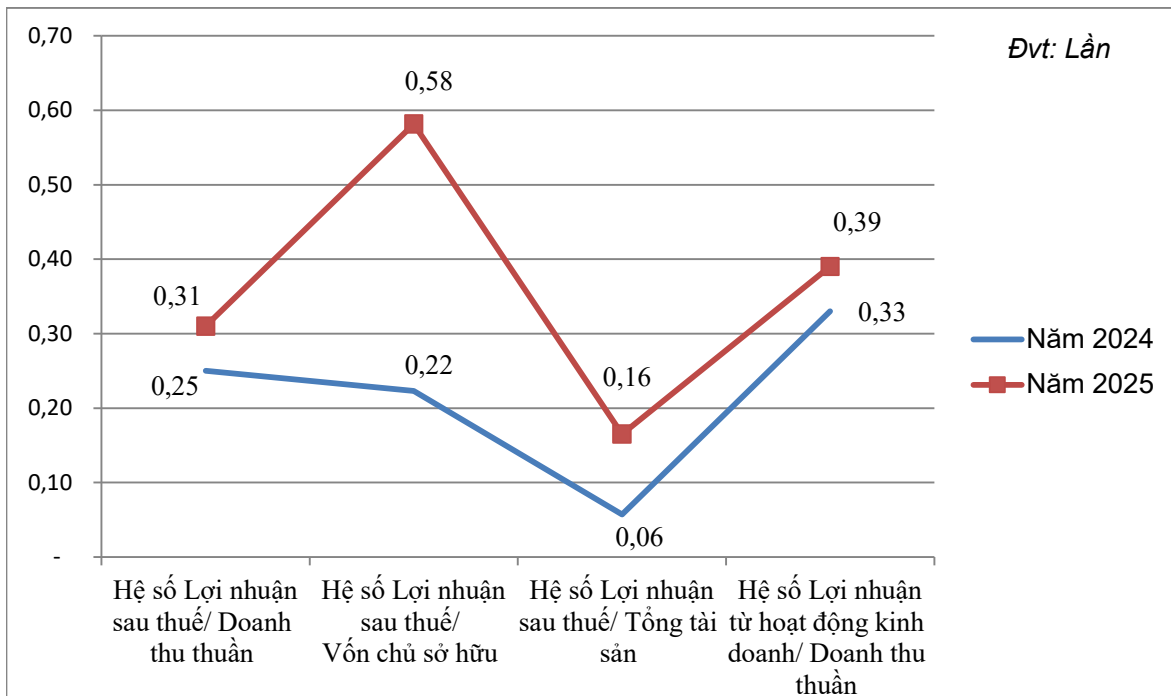 0,70
Đvt: Lần
0,60
0,58
0,50
0,40
0,39
0,31
0,30
0,33
Năm 2024
0,25
0,22
0,20
0,16
Năm 2025
0,10
0,06
-
Hệ số Lợi nhuận
sau thuế/ Doanh
thu thuần
Hệ số Lợi nhuận
sau thuế/
Vốn chủ sở hữu
Hệ số Lợi nhuận
sau thuế/ Tổng tài
sản
Hệ số Lợi nhuận
từ hoạt động kinh
doanh/ Doanh thu
thuần